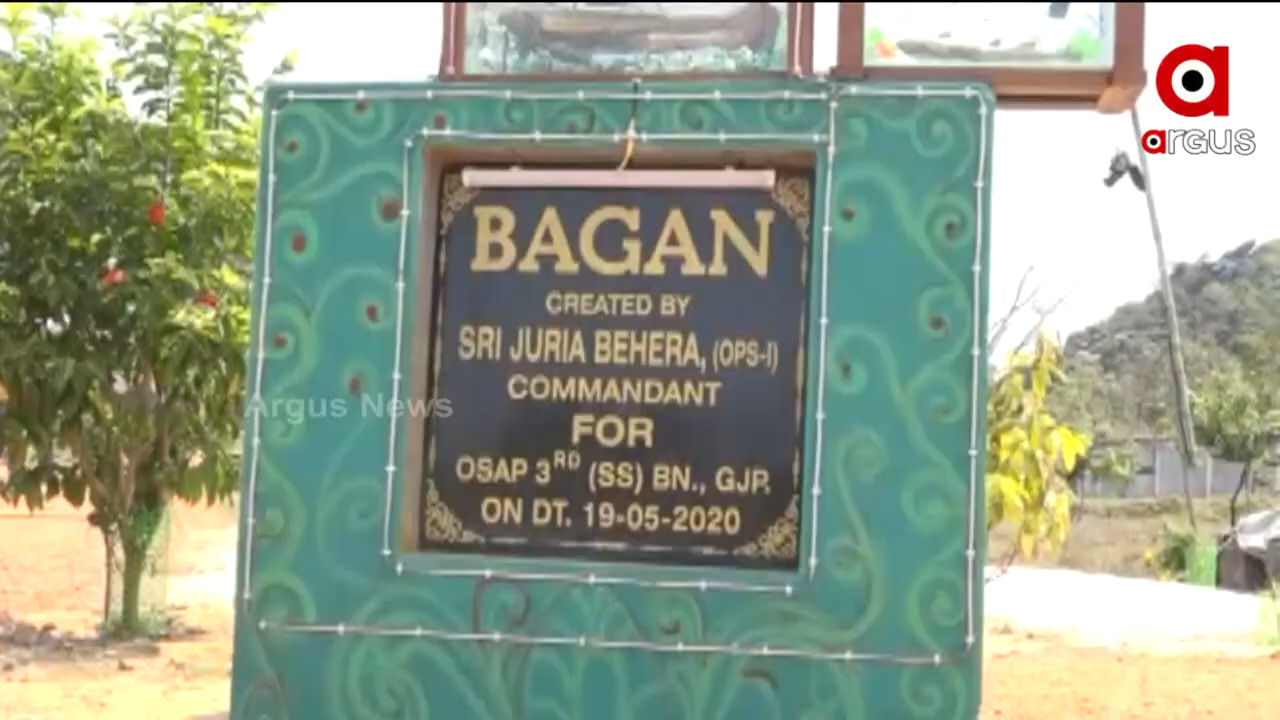 argus
BAGAN
CREATED BY
SRI JURIA BEHERA, (OPS-I)
COMMANDANT
Argus News
FOR
OSAP 3RD (SS) BN., GJP.
ON DT. 19-05-2020